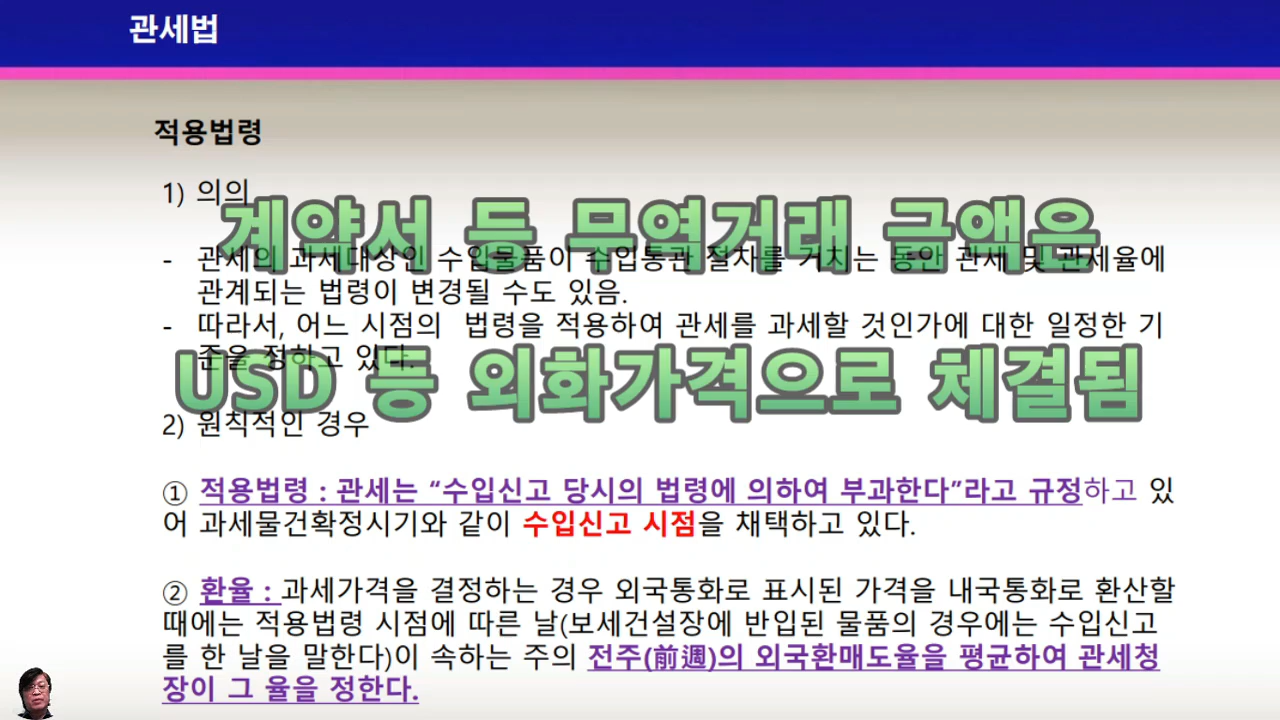 관세법
적용법령
1) 의의
계약서 등 무역거래 금액은
- 관세의 과세대상인 수입물품이 수입통관 절차를 거치는 동안 관세 및 관세율에
관계되는 법령이 변경될 수도 있음.
- 따라서, 어느 시점의 법령을 적용하여 관세를 과세할 것인가에 대한 일정한 기
준을 정하고 있다.
USD 등 외화가격으로 체결됨
2) 원칙적인 경우
① 적용법령 : 관세는 “수입신고 당시의 법령에 의하여 부과한다”라고 규정하고 있
어 과세물건확정시기와 같이 수입신고 시점을 채택하고 있다.
② 환율 : 과세가격을 결정하는 경우 외국통화로 표시된 가격을 내국통화로 환산할
때에는 적용법령 시점에 따른 날(보세건설장에 반입된 물품의 경우에는 수입신고
를 한 날을 말한다)이 속하는 주의 전주(前週)의 외국환매도율을 평균하여 관세청
장이 그 율을 정한다.